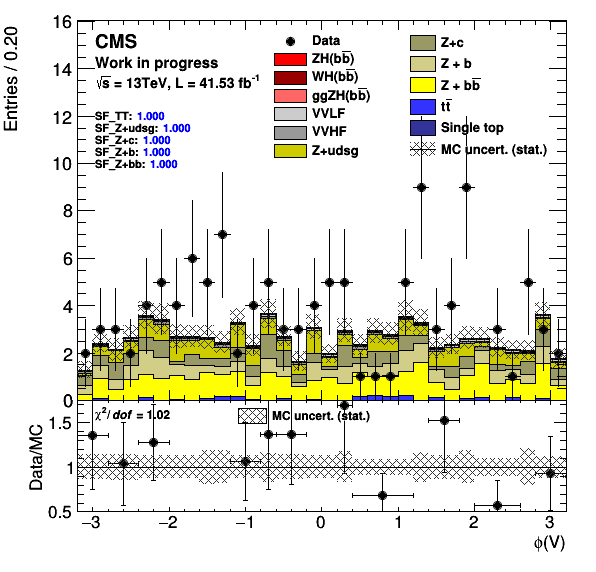 Entries / 0.20
16
14
12
10
8
6
4
2
0
CMS
Work in progress
√s = 13TeV, L = 41.53 fb⁻¹
SF_TT: 1.000
SF_Z+udsg: 1.000
SF_Z+c: 1.000
SF_Z+b: 1.000
SF_Z+bb: 1.000
Data
ZH(bb̅)
WH(bb̅)
ggZH(bb̅)
VVLF
VVHF
Z+udsg
Z+c
Z + b
Z + bb̅
tt̅
Single top
MC uncert. (stat.)
Data/MC
1.5
1
0.5
χ²/ dof = 1.02
MC uncert. (stat.)
−3 −2 −1 0 1 2 3
ϕ(V)